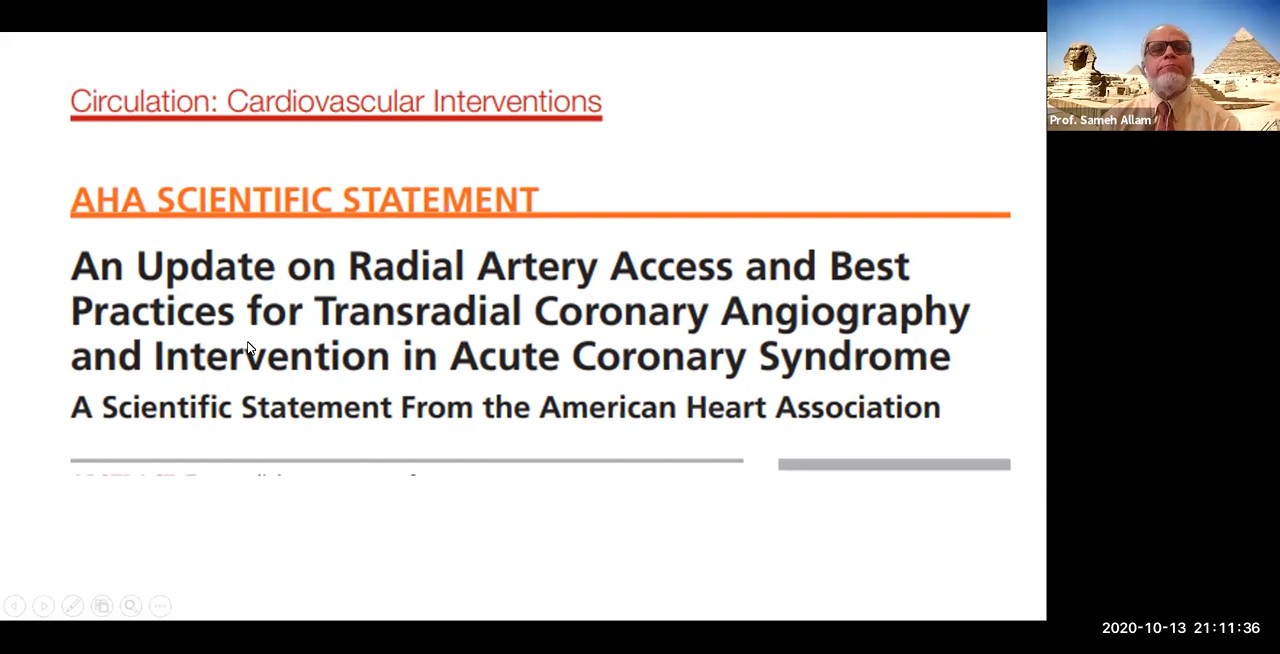 Circulation: Cardiovascular Interventions
AHA SCIENTIFIC STATEMENT
An Update on Radial Artery Access and Best
Practices for Transradial Coronary Angiography
and Intervention in Acute Coronary Syndrome
A Scientific Statement From the American Heart Association
Prof. Sameh Allam
2020-10-13 21:11:36